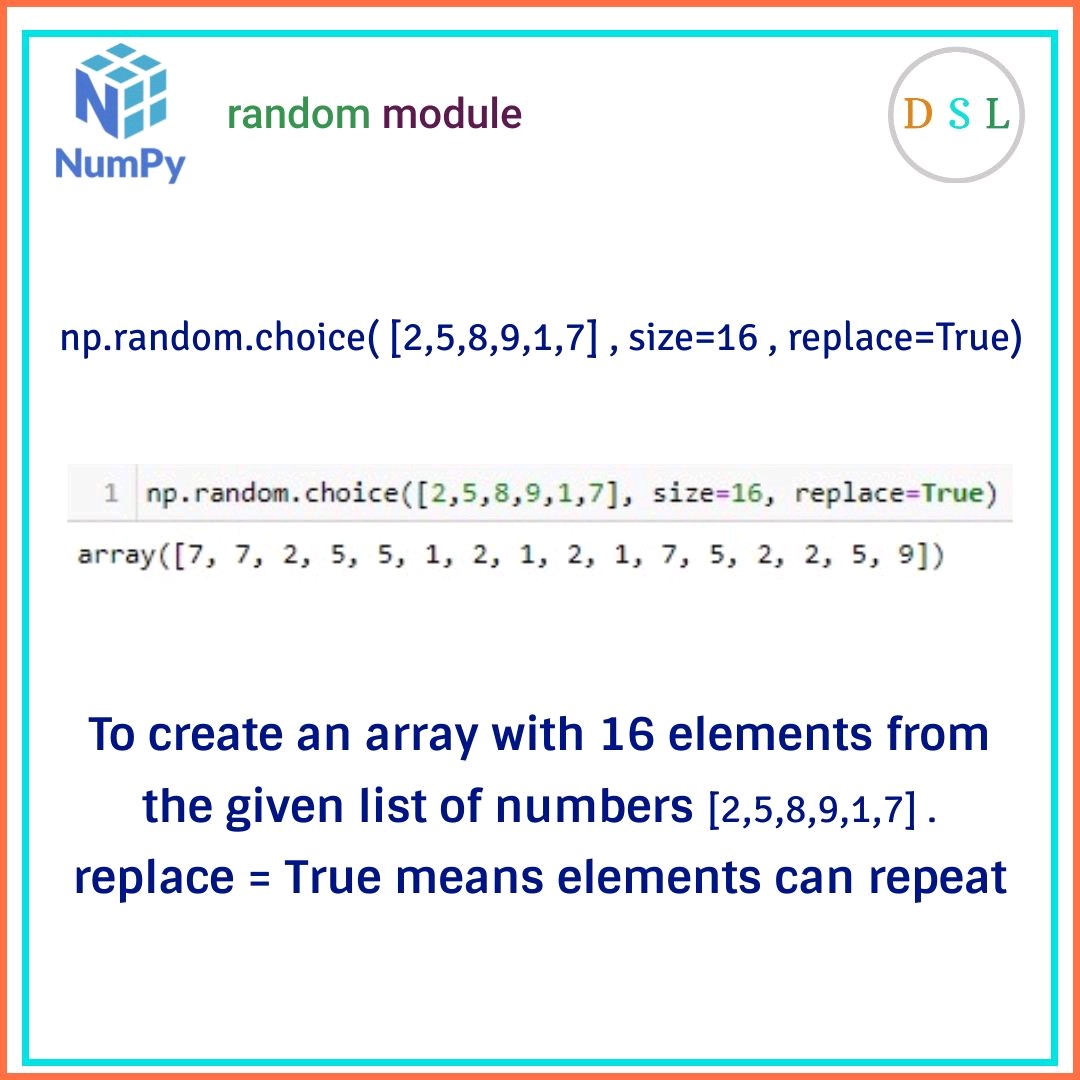 NumPy
random module
D S L
np.random.choice( [2,5,8,9,1,7] , size=16 , replace=True)
1 np.random.choice([2,5,8,9,1,7], size=16, replace=True)
array([7, 7, 2, 5, 5, 1, 2, 1, 2, 1, 7, 5, 2, 2, 5, 9])
To create an array with 16 elements from
the given list of numbers [2,5,8,9,1,7] .
replace = True means elements can repeat